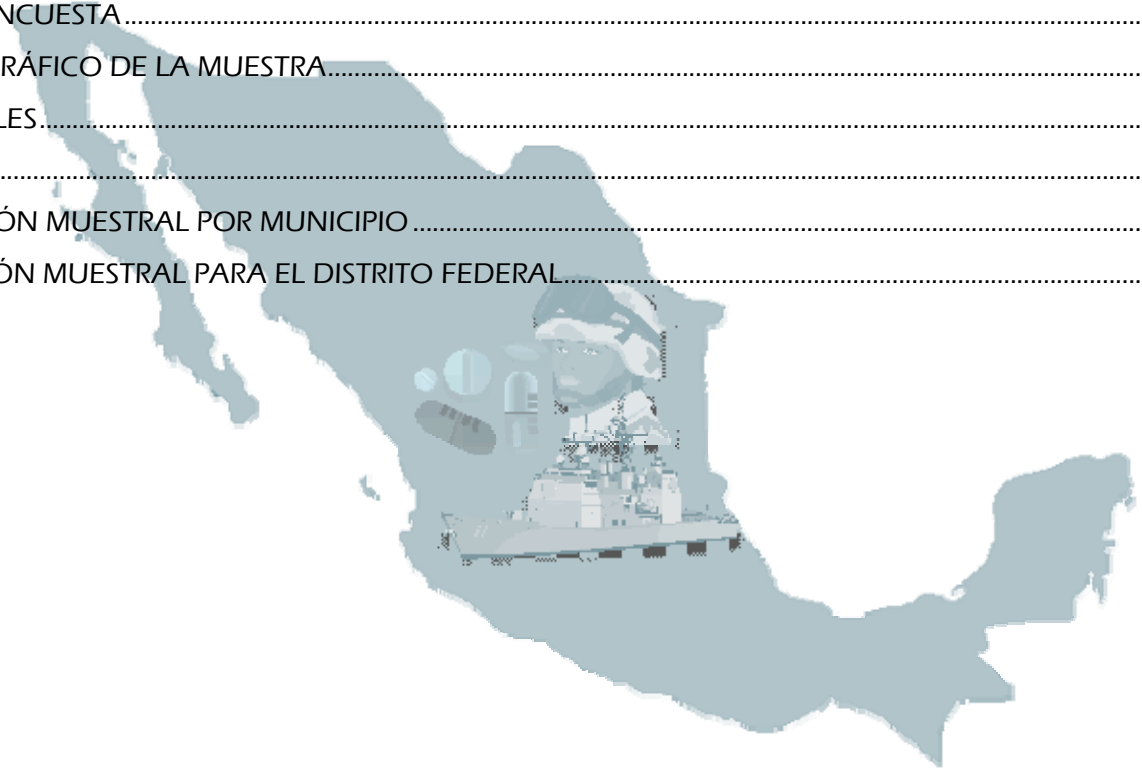 NCUESTA....................................................................................................
RÁFICO DE LA MUESTRA....................................................................................................
LES....................................................................................................
....................................................................................................
ÓN MUESTRAL POR MUNICIPIO....................................................................................................
ÓN MUESTRAL PARA EL DISTRITO FEDERAL....................................................................................................